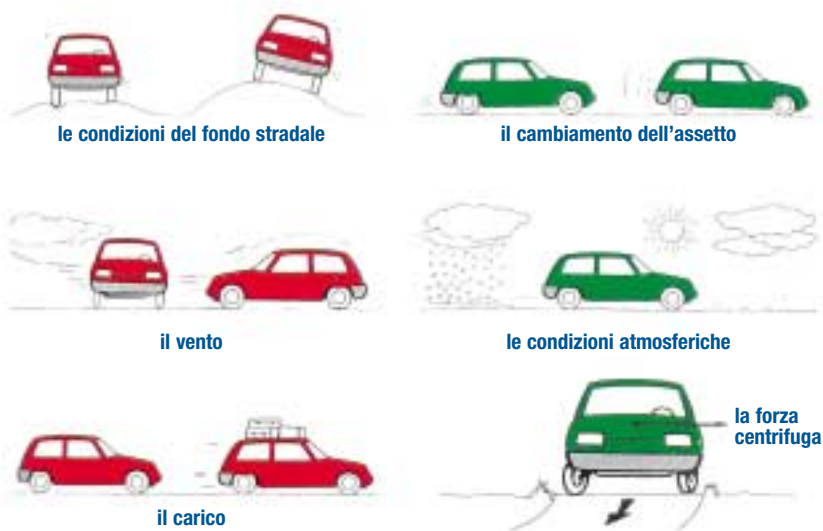 le condizioni del fondo stradale
il cambiamento dell'assetto
il vento
le condizioni atmosferiche
il carico
la forza
centrifuga